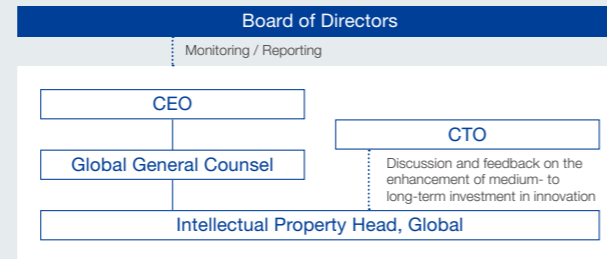 Board of Directors
Monitoring / Reporting
CEO
CTO
Global General Counsel
Discussion and feedback on the
enhancement of medium- to
long-term investment in innovation
Intellectual Property Head, Global